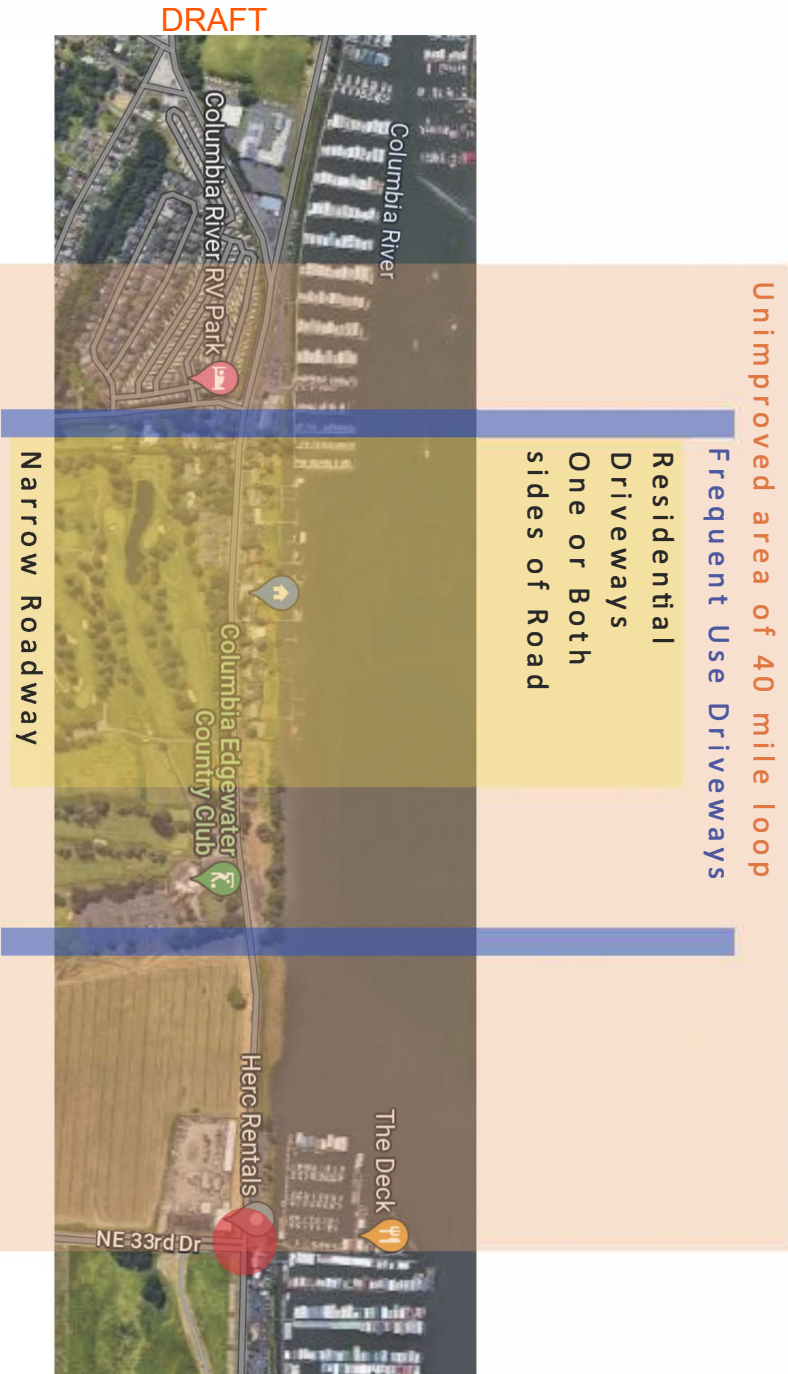 DRAFT
Unimproved area of 40 mile loop
Frequent Use Driveways
Residential
Driveways
One or Both
sides of Road
Columbia River
Columbia River RV Park
Columbia Edgewater
Country Club
The Deck
Herc Rentals
NE 33rd Dr
Narrow Roadway